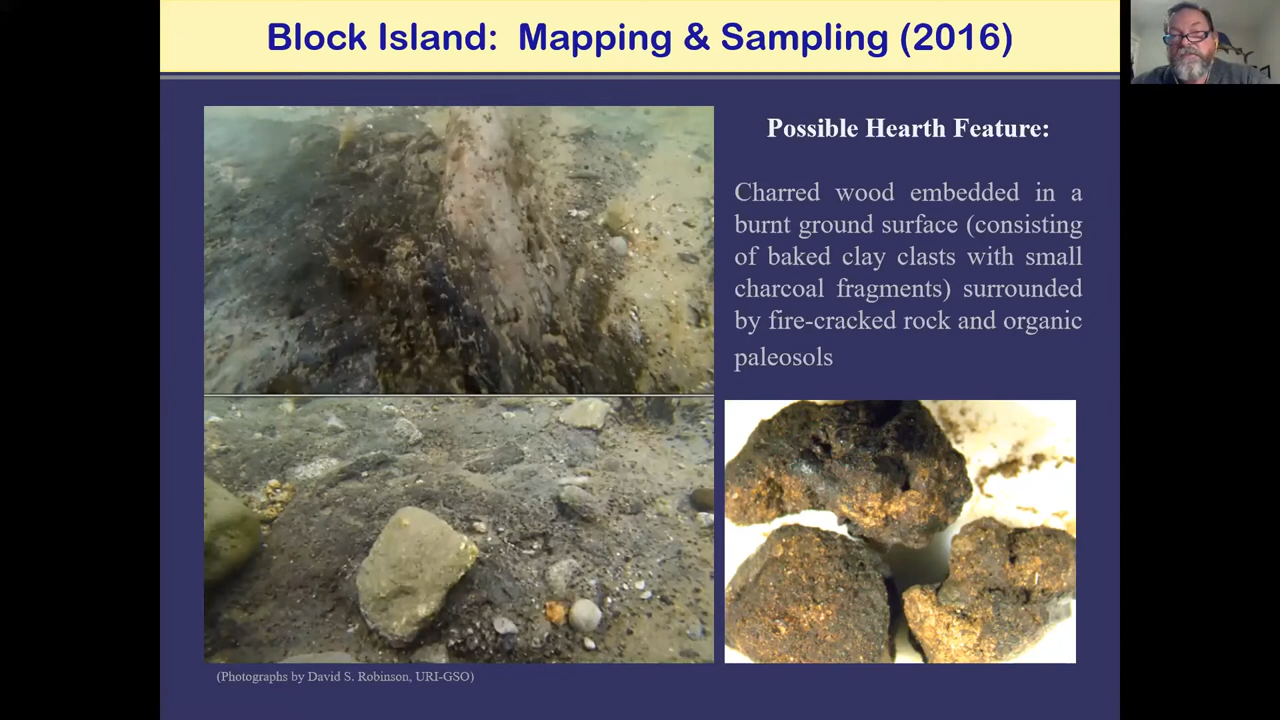 Block Island:  Mapping & Sampling (2016)
Possible Hearth Feature:
Charred wood embedded in a
burnt ground surface (consisting
of baked clay clasts with small
charcoal fragments) surrounded
by fire-cracked rock and organic
paleosols
(Photographs by David S. Robinson, URI-GSO)